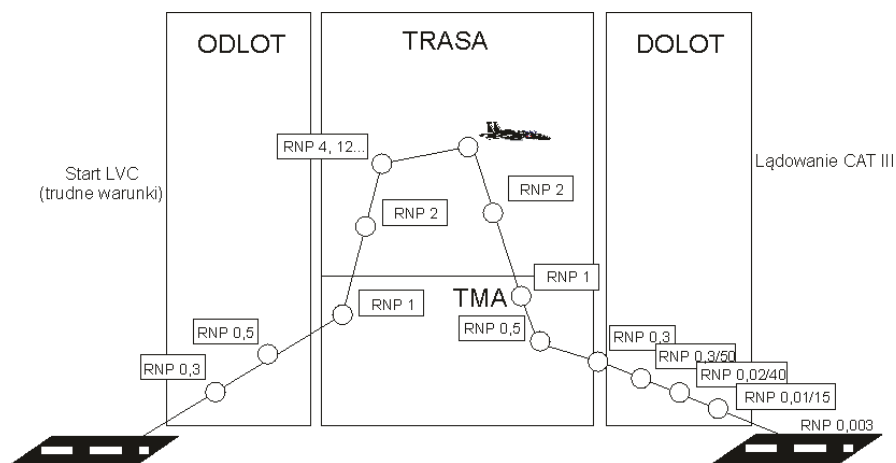 ODLOT
TRASA
DOLOT
RNP 4, 12...
Start LVC
(trudne warunki)
Lądowanie CAT III
RNP 2
RNP 2
RNP 1
RNP 1
TMA
RNP 0,5
RNP 0,5
RNP 0,3
RNP 0,3
RNP 0,3/50
RNP 0,02/40
RNP 0,01/15
RNP 0,003